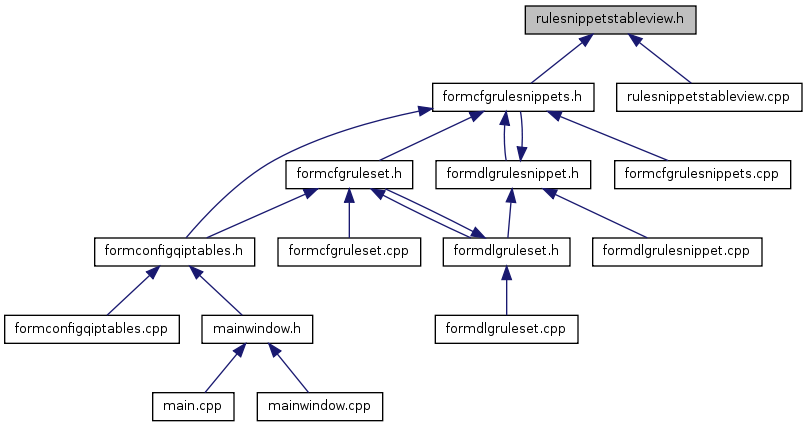 rulesnippetstableview.h
formcfgrulesnippets.h
rulesnippetstableview.cpp
formcfgruleset.h
formdlgrulesnippet.h
formcfgrulesnippets.cpp
formconfigqiptables.h
formcfgruleset.cpp
formdlgruleset.h
formdlgrulesnippet.cpp
formconfigqiptables.cpp
mainwindow.h
formdlgruleset.cpp
main.cpp
mainwindow.cpp